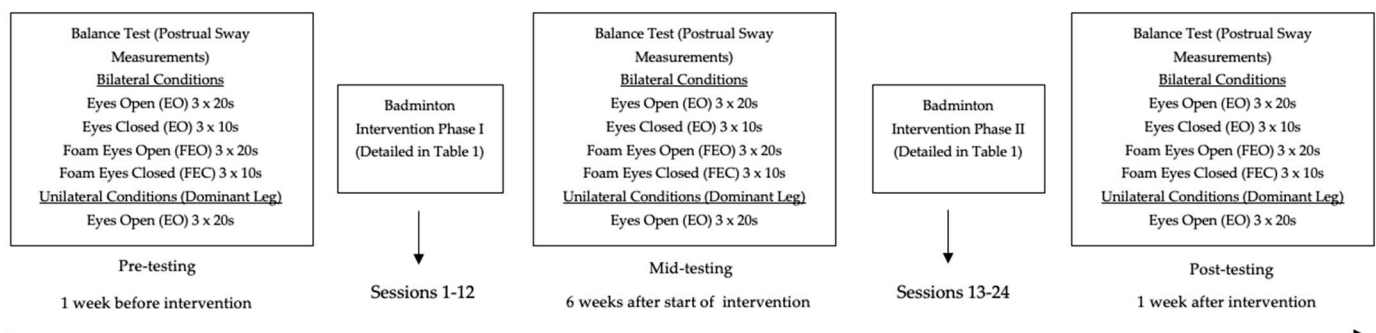 Balance Test (Postrual Sway
Measurements)
Bilateral Conditions
Eyes Open (EO) 3 x 20s
Eyes Closed (EO) 3 x 10s
Foam Eyes Open (FEO) 3 x 20s
Foam Eyes Closed (FEC) 3 x 10s
Unilateral Conditions (Dominant Leg)
Eyes Open (EO) 3 x 20s
Pre-testing
1 week before intervention
Badminton
Intervention Phase I
(Detailed in Table 1)
Sessions 1-12
Balance Test (Postrual Sway
Measurements)
Bilateral Conditions
Eyes Open (EO) 3 x 20s
Eyes Closed (EO) 3 x 10s
Foam Eyes Open (FEO) 3 x 20s
Foam Eyes Closed (FEC) 3 x 10s
Unilateral Conditions (Dominant Leg)
Eyes Open (EO) 3 x 20s
Mid-testing
6 weeks after start of intervention
Badminton
Intervention Phase II
(Detailed in Table 1)
Sessions 13-24
Balance Test (Postrual Sway
Measurements)
Bilateral Conditions
Eyes Open (EO) 3 x 20s
Eyes Closed (EO) 3 x 10s
Foam Eyes Open (FEO) 3 x 20s
Foam Eyes Closed (FEC) 3 x 10s
Unilateral Conditions (Dominant Leg)
Eyes Open (EO) 3 x 20s
Post-testing
1 week after intervention